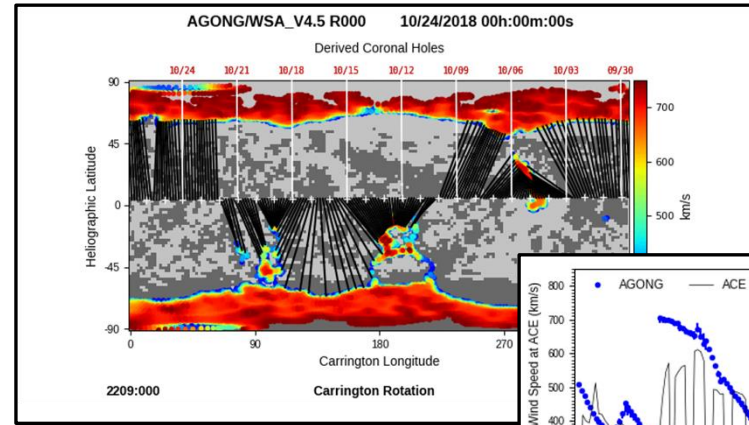 AGONG/WSA_V4.5 R000 10/24/2018 00h:00m:00s
Derived Coronal Holes
10/24 10/21 10/18 10/15 10/12 10/09 10/06 10/03 09/30
90
45
0
-45
-90
Heliographic Latitude
0 90 180 270
Carrington Longitude
2209:000 Carrington Rotation
700
600
500
km/s
AGONG ACE
800
700
600
500
400
Wind Speed at ACE (km/s)